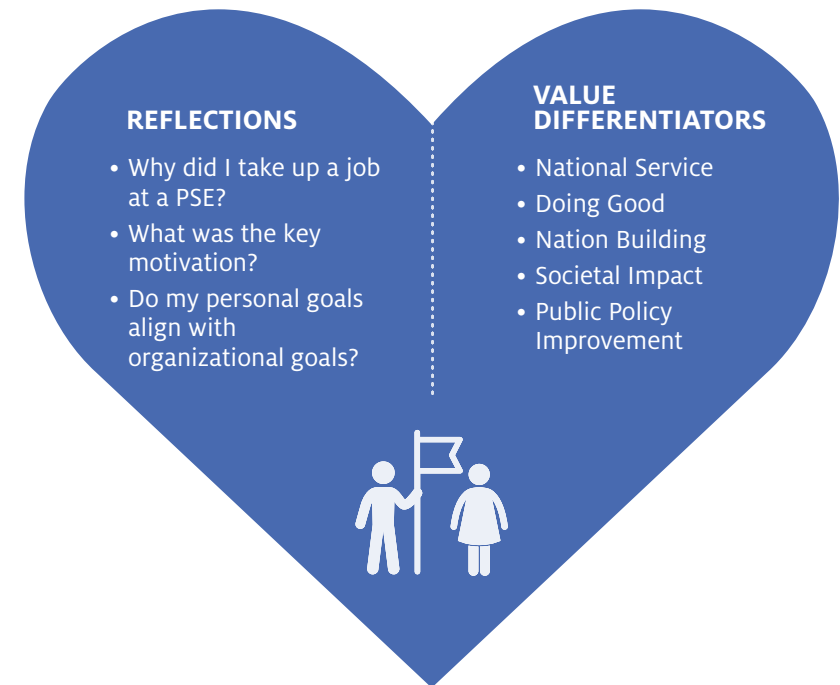 REFLECTIONS
• Why did I take up a job
at a PSE?
• What was the key
motivation?
• Do my personal goals
align with
organizational goals?
VALUE
DIFFERENTIATORS
• National Service
• Doing Good
• Nation Building
• Societal Impact
• Public Policy
Improvement